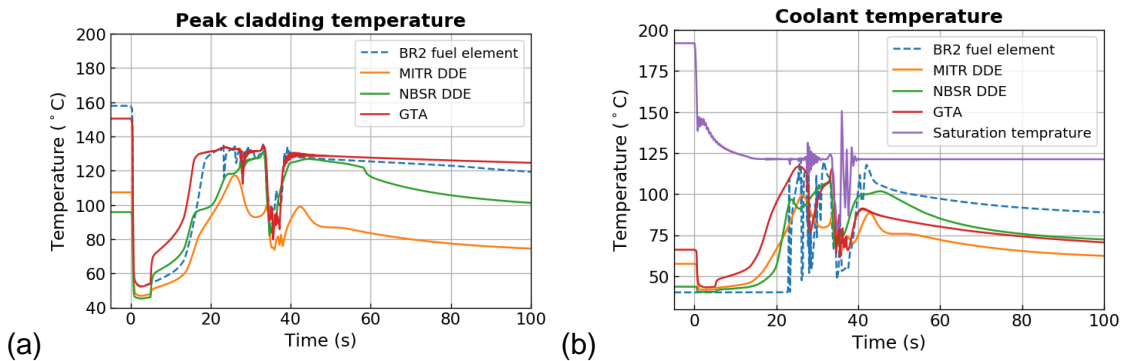 Peak cladding temperature
200
180
160
140
120
100
80
60
40
Temperature (°C)
0
20
40
60
80
100
Time (s)
BR2 fuel element
MITR DDE
NBSR DDE
GTA
(a)
Coolant temperature
200
175
150
125
100
75
50
Temperature (°C)
0
20
40
60
80
100
Time (s)
BR2 fuel element
MITR DDE
NBSR DDE
GTA
Saturation temprature
(b)